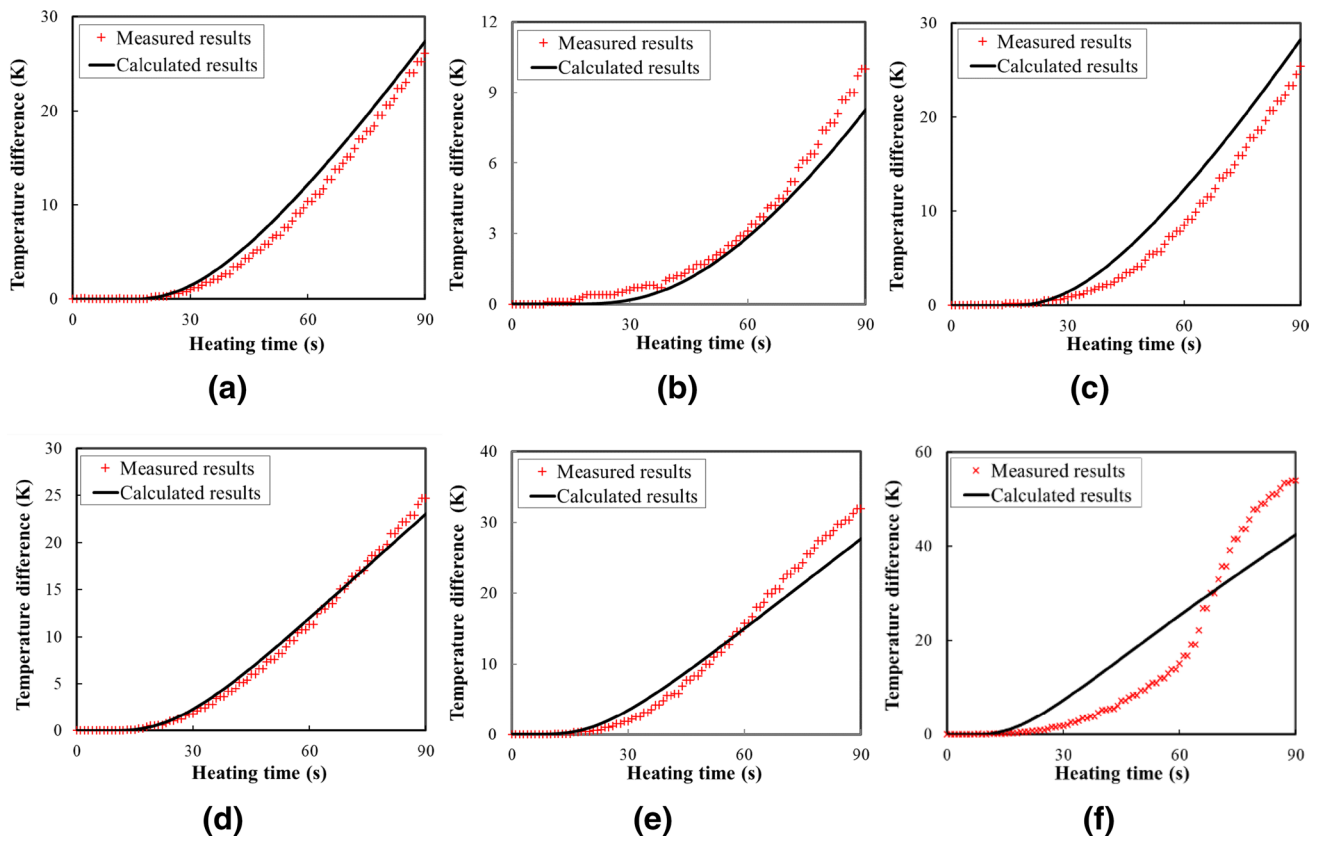 Temperature difference (K)
30
20
10
0
Measured results
Calculated results
0 30 60 90
Heating time (s)
(a)
Temperature difference (K)
12
9
6
3
0
Measured results
Calculated results
0 30 60 90
Heating time (s)
(b)
Temperature difference (K)
30
20
10
0
Measured results
Calculated results
0 30 60 90
Heating time (s)
(c)
Temperature difference (K)
30
25
20
15
10
5
0
Measured results
Calculated results
0 30 60 90
Heating time (s)
(d)
Temperature difference (K)
40
30
20
10
0
Measured results
Calculated results
0 30 60 90
Heating time (s)
(e)
Temperature difference (K)
60
40
20
0
Measured results
Calculated results
0 30 60 90
Heating time (s)
(f)